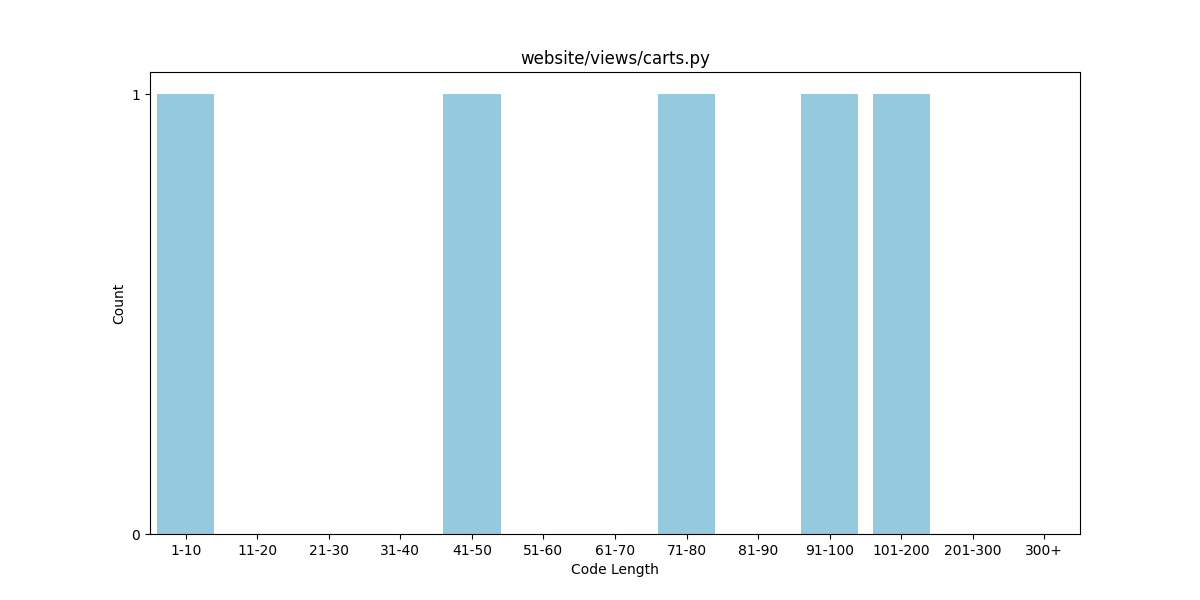 website/views/carts.py
1
0
Count
1-10 11-20 21-30 31-40 41-50 51-60 61-70 71-80 81-90 91-100 101-200 201-300 300+
Code Length